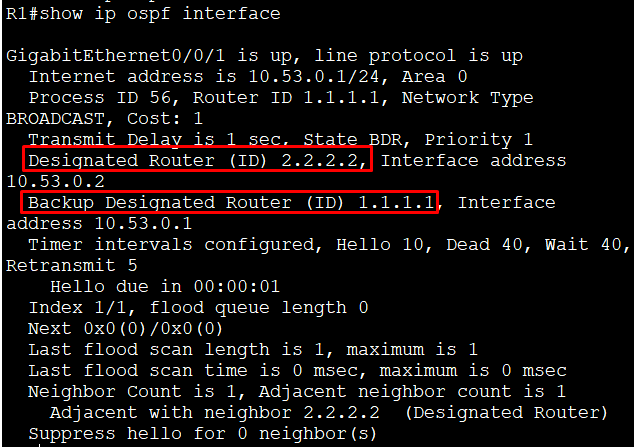 R1#show ip ospf interface
GigabitEthernet0/0/1 is up, line protocol is up
Internet address is 10.53.0.1/24, Area 0
Process ID 56, Router ID 1.1.1.1, Network Type
BROADCAST, Cost: 1
Transmit Delay is 1 sec, State BDR, Priority 1
Designated Router (ID) 2.2.2.2, Interface address
10.53.0.2
Backup Designated Router (ID) 1.1.1.1, Interface
address 10.53.0.1
Timer intervals configured, Hello 10, Dead 40, Wait 40,
Retransmit 5
Hello due in 00:00:01
Index 1/1, flood queue length 0
Next 0x0(0)/0x0(0)
Last flood scan length is 1, maximum is 1
Last flood scan time is 0 msec, maximum is 0 msec
Neighbor Count is 1, Adjacent neighbor count is 1
Adjacent with neighbor 2.2.2.2  (Designated Router)
Suppress hello for 0 neighbor(s)